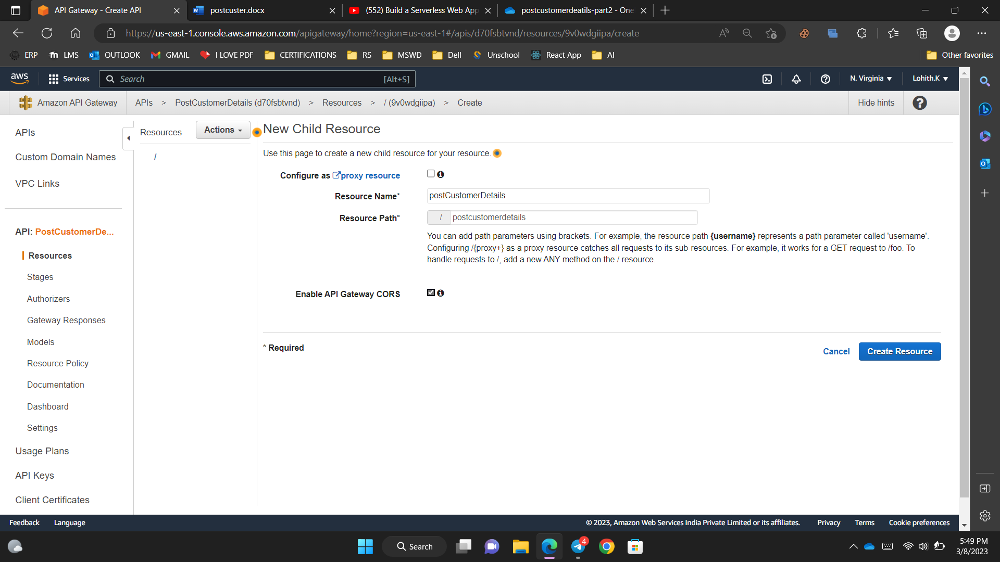 API Gateway - Create API
postcuster.docx
(552) Build a Serverless Web App
postcustomerdeatils-part2 - One
https://us-east-1.console.aws.amazon.com/apigateway/home?region=us-east-1#/apis/d70fsbtvnd/resources/9v0wdgiipa/create
ERP
LMS
OUTLOOK
GMAIL
I LOVE PDF
CERTIFICATIONS
RS
MSWD
Dell
Unschool
React App
AI
Other favorites
aws
Services
Search
[Alt+S]
N. Virginia
Lohith.K
Amazon API Gateway
APIs > PostCustomerDetails (d70fsbtvnd) > Resources > / (9v0wdgiipa) > Create
Hide hints
APIs
Custom Domain Names
VPC Links
API: PostCustomerDe...
Resources
Stages
Authorizers
Gateway Responses
Models
Resource Policy
Documentation
Dashboard
Settings
Usage Plans
API Keys
Client Certificates
Resources
Actions
/
New Child Resource
Use this page to create a new child resource for your resource.
Configure as proxy resource
Resource Name*
postCustomerDetails
Resource Path*
/ postcustomerdetails
You can add path parameters using brackets. For example, the resource path {username} represents a path parameter called 'username'.
Configuring /{proxy+} as a proxy resource catches all requests to its sub-resources. For example, it works for a GET request to /foo. To
handle requests to /, add a new ANY method on the / resource.
Enable API Gateway CORS
* Required
Cancel
Create Resource
Feedback
Language
© 2023, Amazon Web Services India Private Limited or its affiliates.
Privacy
Terms
Cookie preferences
Search
4
5:49 PM
3/8/2023